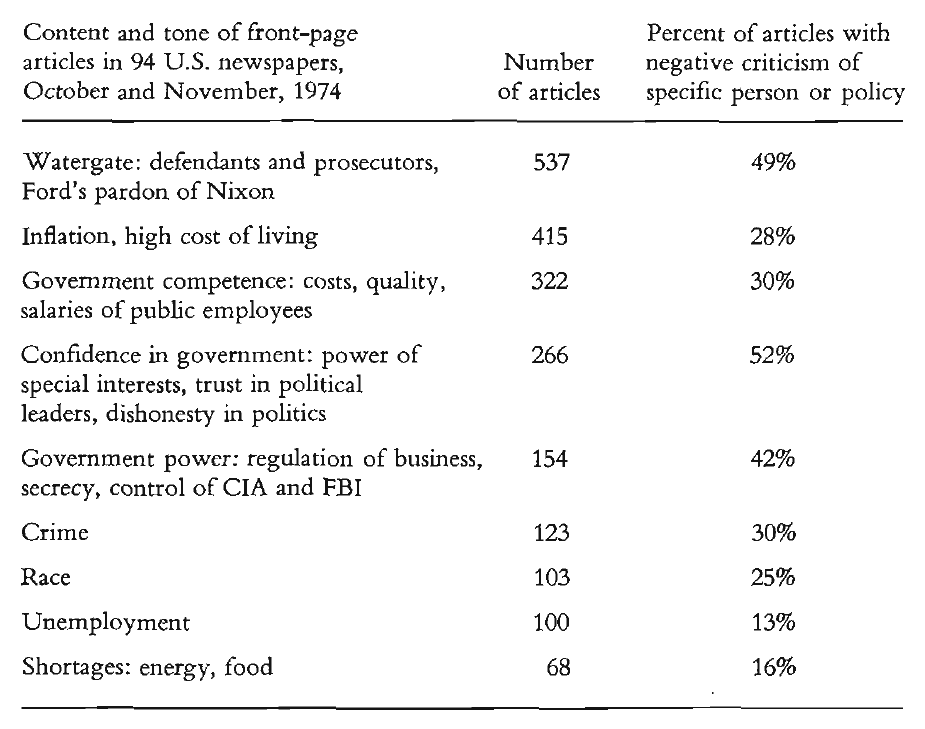 Content and tone of front-page
articles in 94 U.S. newspapers,
October and November, 1974
Number
of articles
Percent of articles with
negative criticism of
specific person or policy
Watergate: defendants and prosecutors, 537 49%
Ford's pardon of Nixon
Inflation, high cost of living 415 28%
Government competence: costs, quality, 322 30%
salaries of public employees
Confidence in government: power of 266 52%
special interests, trust in political
leaders, dishonesty in politics
Government power: regulation of business, 154 42%
secrecy, control of CIA and FBI
Crime 123 30%
Race 103 25%
Unemployment 100 13%
Shortages: energy, food 68 16%